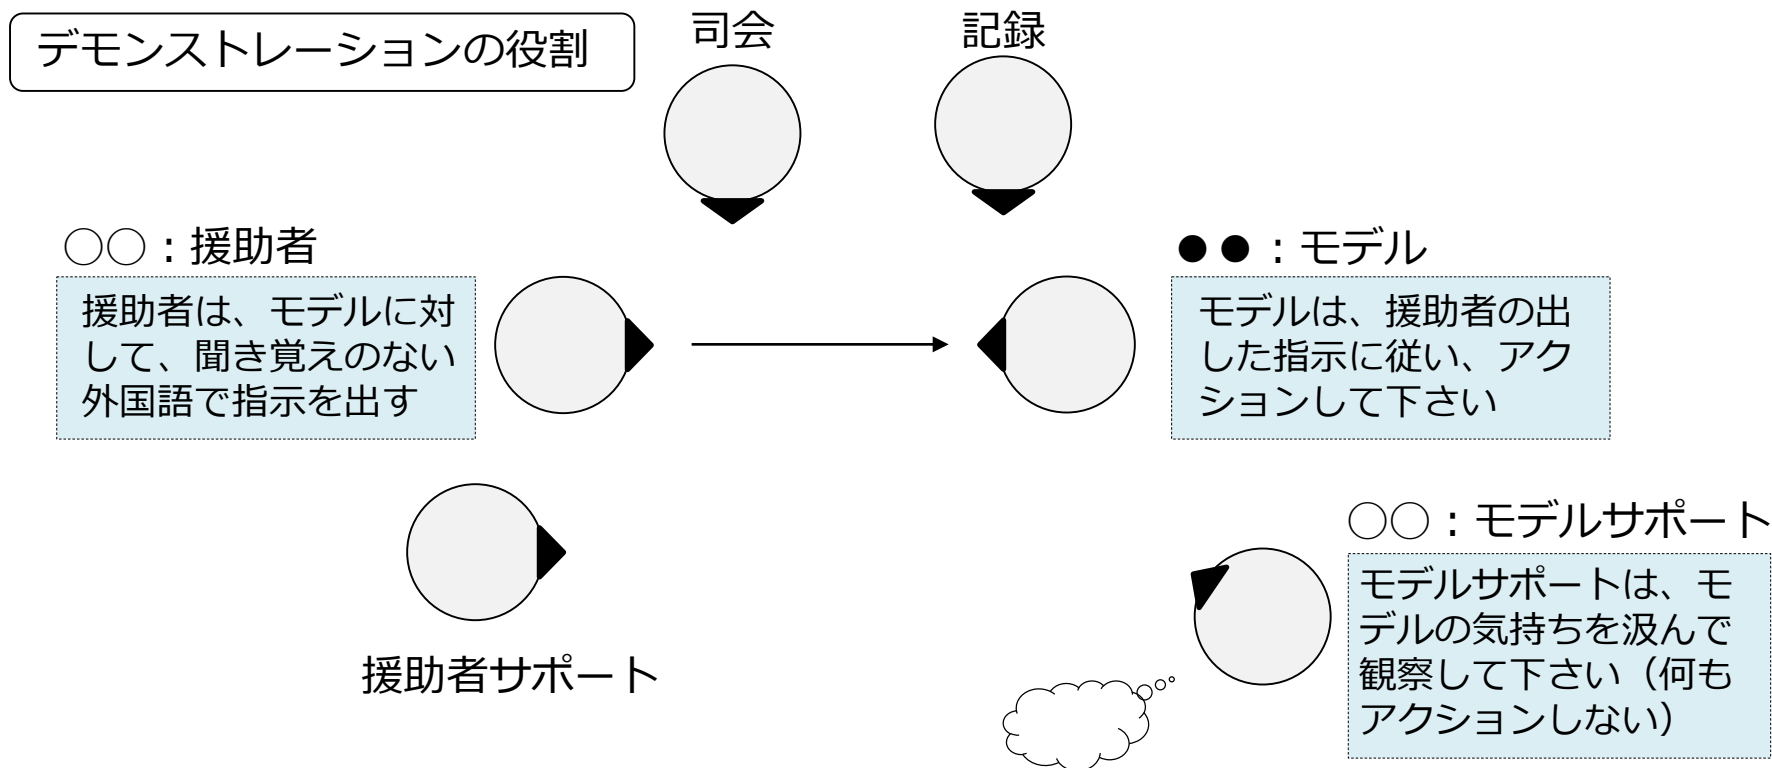 デモンストレーションの役割
司会
記録
○○：援助者
援助者は、モデルに対
して、聞き覚えのない
外国語で指示を出す
●●：モデル
モデルは、援助者の出
した指示に従い、アク
ションして下さい
援助者サポート
○○：モデルサポート
モデルサポートは、モ
デルの気持ちを汲んで
観察して下さい（何も
アクションしない）